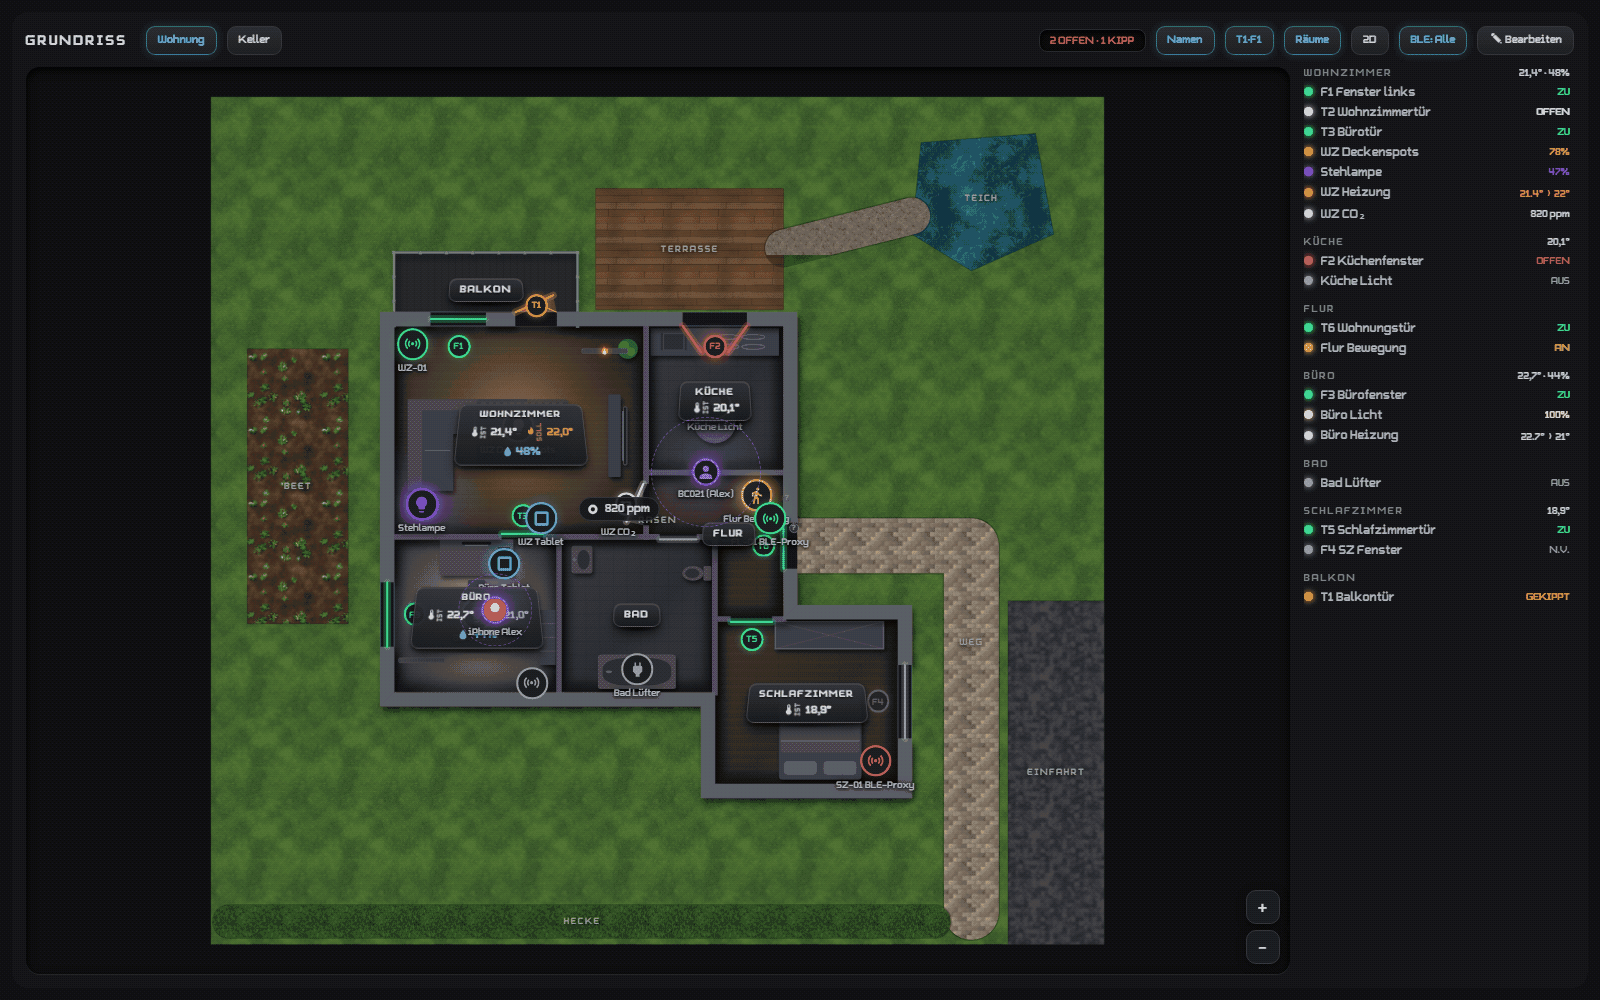 GRUNDRISS
Wohnung
Keller
2 OFFEN · 1 KIPP
Namen
T1·F1
Räume
2D
BLE: Alle
Bearbeiten
TEICH
TERRASSE
BALKON
T1
F1
WZ-01
F2
KÜCHE
IST 20,1°
Küche Licht
WOHNZIMMER
IST 21,4° SOLL 22,0°
48%
BEET
BC021 (Alex)
Stehlampe
820 ppm
WZ CO₂
WZ Tablet
FLUR
BLE-Proxy
BÜRO
IST 22,7°
iPhone Alex
BAD
Bad Lüfter
T5
SCHLAFZIMMER
IST 18,9°
F4
SZ-01 BLE-Proxy
WEG
EINFAHRT
HECKE
+
−
WOHNZIMMER 21,4° · 48%
F1 Fenster links ZU
T2 Wohnzimmertür OFFEN
T3 Bürotür ZU
WZ Deckenspots 78%
Stehlampe 47%
WZ Heizung 21.4° › 22°
WZ CO₂ 820 ppm
KÜCHE 20,1°
F2 Küchenfenster OFFEN
Küche Licht AUS
FLUR
T6 Wohnungstür ZU
Flur Bewegung AN
BÜRO 22,7° · 44%
F3 Bürofenster ZU
Büro Licht 100%
Büro Heizung 22.7° › 21°
BAD
Bad Lüfter AUS
SCHLAFZIMMER 18,9°
T5 Schlafzimmertür ZU
F4 SZ Fenster N.V.
BALKON
T1 Balkontür GEKIPPT